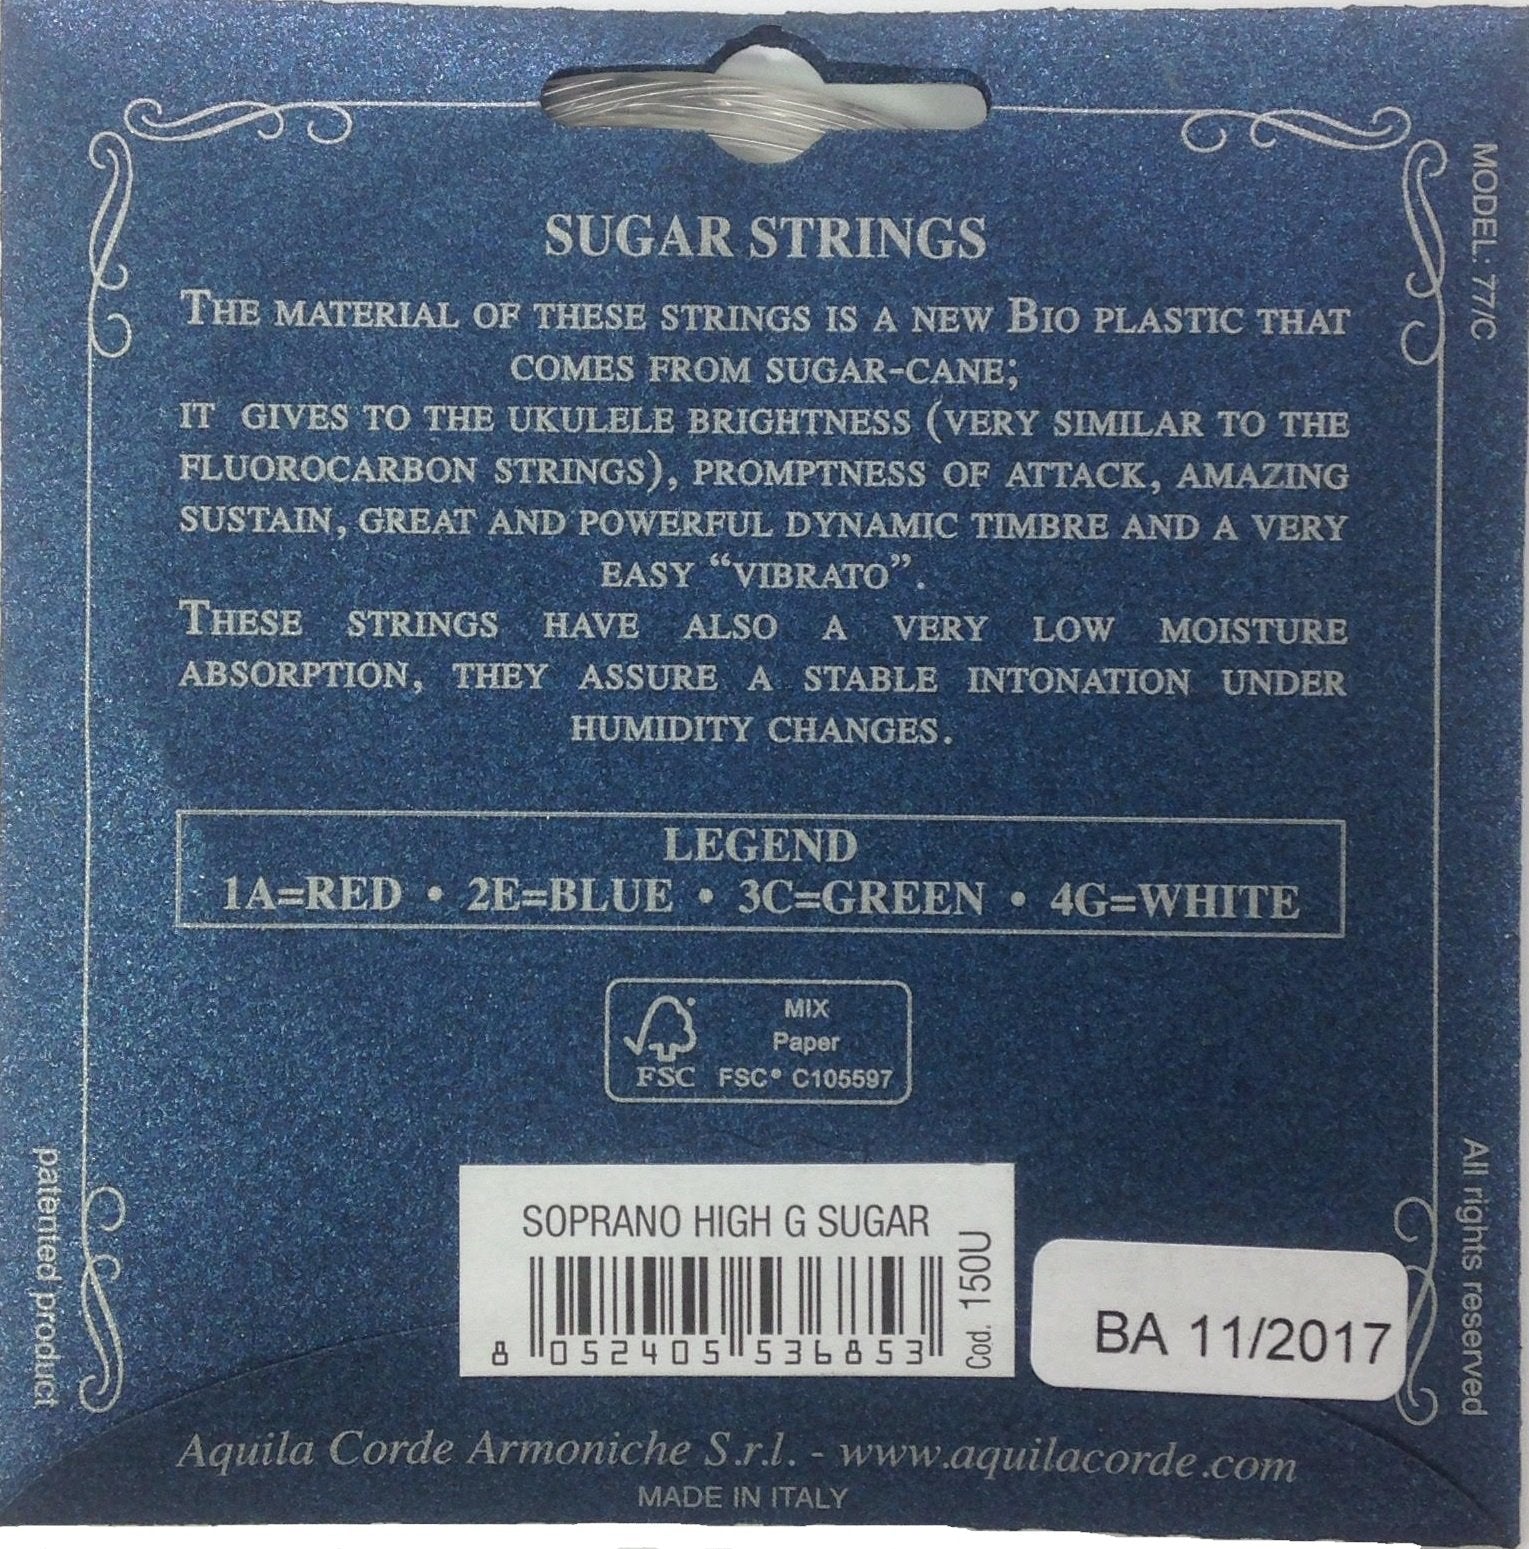 SUGAR STRINGS
THE MATERIAL OF THESE STRINGS IS A NEW BIO PLASTIC THAT
COMES FROM SUGAR-CANE;
IT GIVES TO THE UKULELE BRIGHTNESS (VERY SIMILAR TO THE
FLUOROCARBON STRINGS), PROMPTNESS OF ATTACK, AMAZING
SUSTAIN, GREAT AND POWERFUL DYNAMIC TIMBRE AND A VERY
EASY “VIBRATO”.
THESE STRINGS HAVE ALSO A VERY LOW MOISTURE
ABSORPTION, THEY ASSURE A STABLE INTONATION UNDER
HUMIDITY CHANGES.
LEGEND
1A=RED • 2E=BLUE • 3C=GREEN • 4G=WHITE
MIX
Paper
FSC FSC® C105597
SOPRANO HIGH G SUGAR
8 052405 536853
Cod. 150U
BA 11/2017
Aquila Corde Armoniche S.r.l. - www.aquilacorde.com
MADE IN ITALY
patented product
MODEL: 77/C
All rights reserved